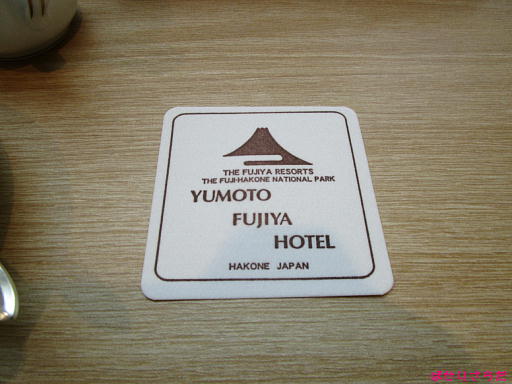 THE FUJIYA RESORTS
THE FUJI-HAKONE NATIONAL PARK
YUMOTO
FUJIYA
HOTEL
HAKONE JAPAN